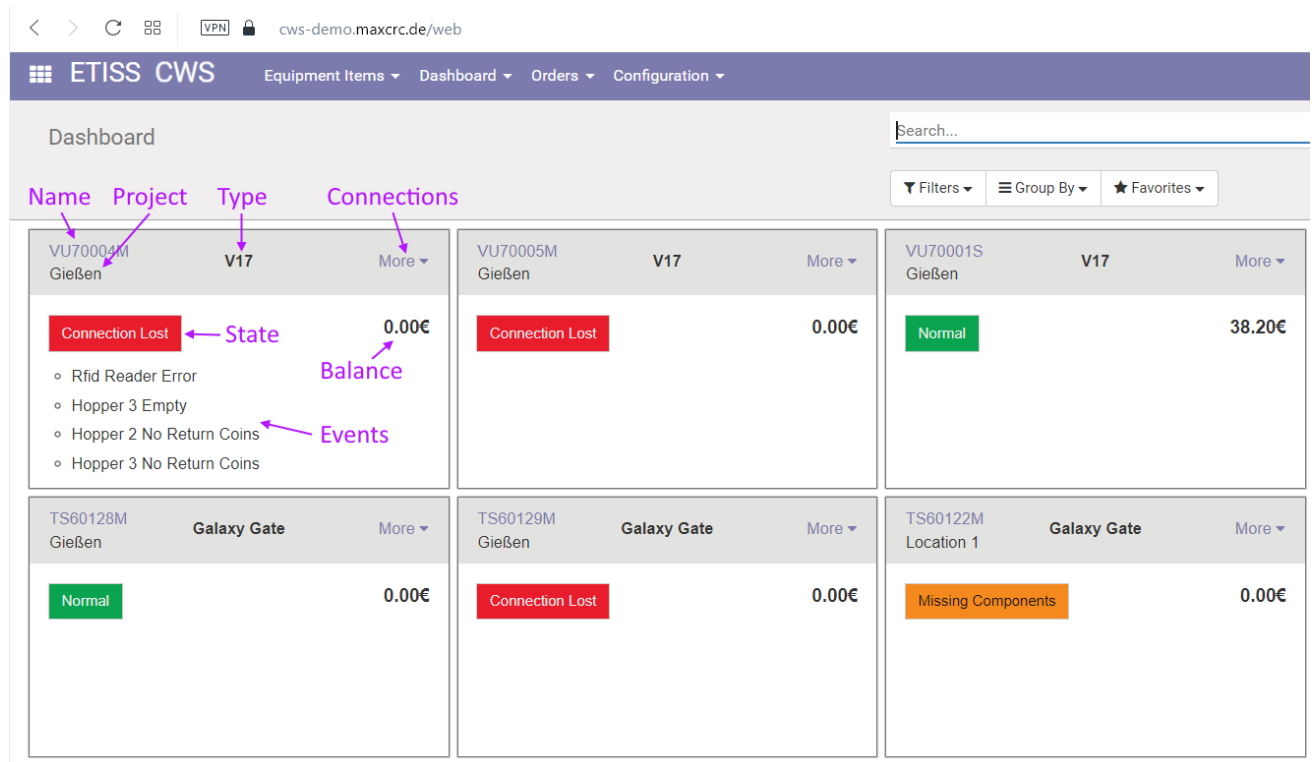 VPN cws-demo.maxcrc.de/web
ETISS CWS Equipment Items Dashboard Orders Configuration
Dashboard
Search...
Filters Group By Favorites
Name Project Type Connections
VU70004M
Gießen
V17
More
Connection Lost
State
0.00€
Balance
Rfid Reader Error
Hopper 3 Empty
Hopper 2 No Return Coins
Events
Hopper 3 No Return Coins
VU70005M
Gießen
V17
More
Connection Lost
0.00€
VU70001S
Gießen
V17
More
Normal
38.20€
TS60128M
Gießen
Galaxy Gate
More
Normal
0.00€
TS60129M
Gießen
Galaxy Gate
More
Connection Lost
0.00€
TS60122M
Location 1
Galaxy Gate
More
Missing Components
0.00€